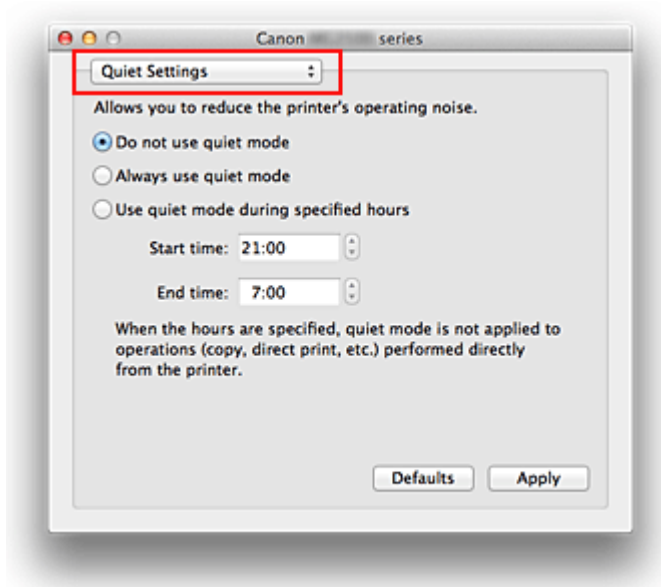 Canon series
Quiet Settings
Allows you to reduce the printer's operating noise.
Do not use quiet mode
Always use quiet mode
Use quiet mode during specified hours
Start time: 21:00
End time: 7:00
When the hours are specified, quiet mode is not applied to
operations (copy, direct print, etc.) performed directly
from the printer.
Defaults Apply